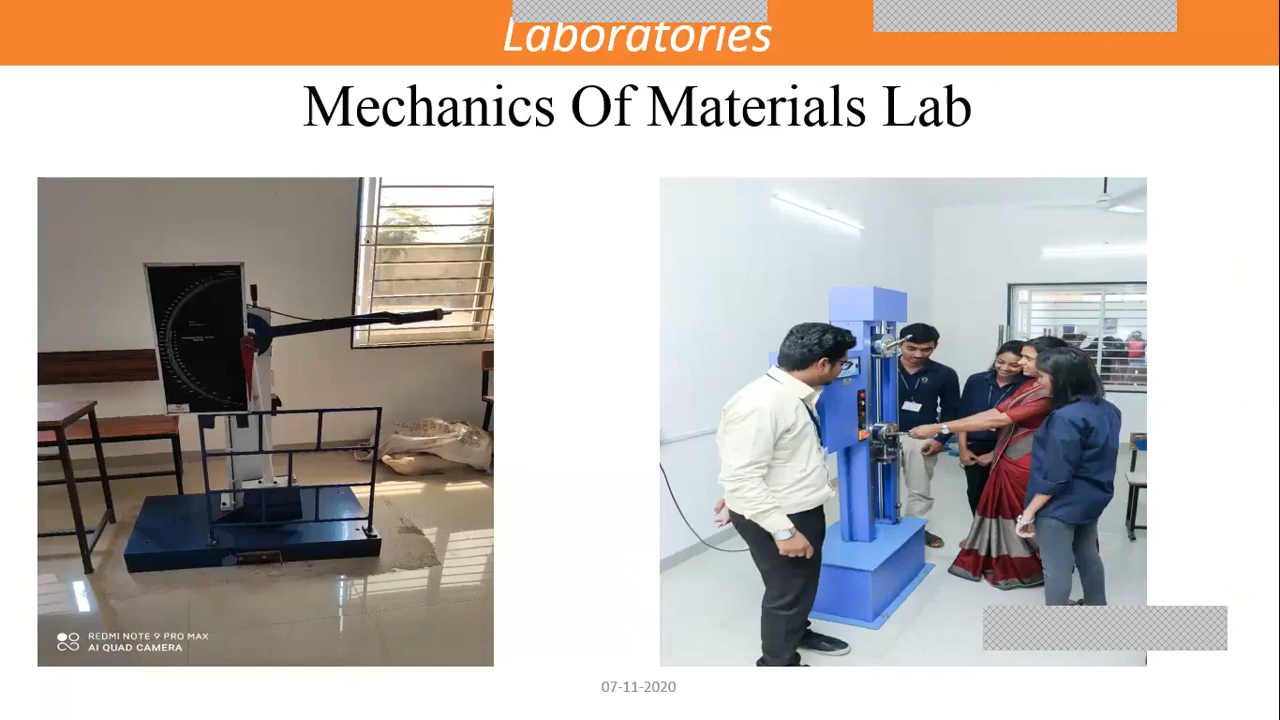 Laboratories
Mechanics Of Materials Lab
REDMI NOTE 9 PRO MAX
AI QUAD CAMERA
07-11-2020